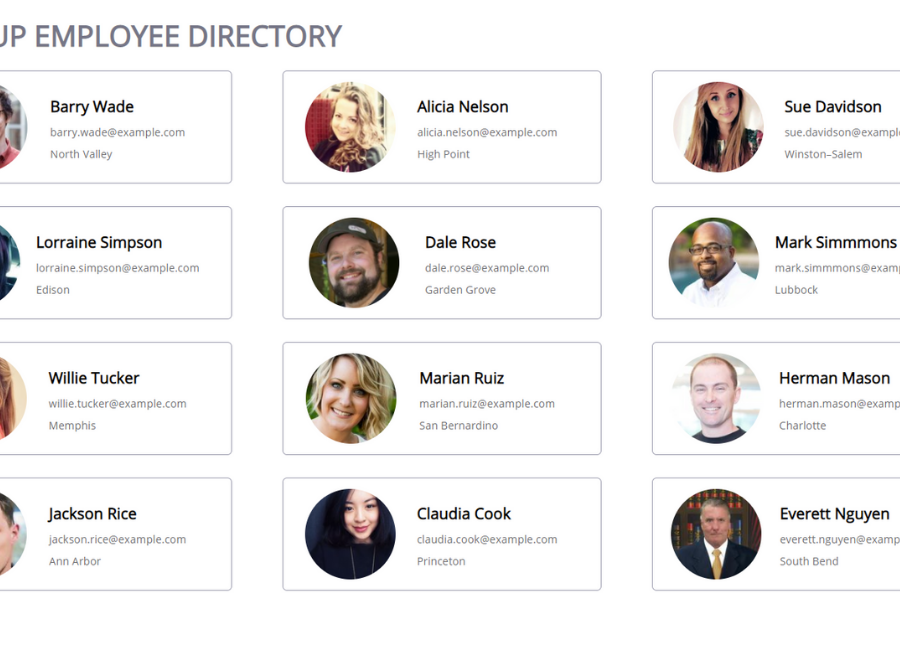 UP EMPLOYEE DIRECTORY
Barry Wade
barry.wade@example.com
North Valley
Alicia Nelson
alicia.nelson@example.com
High Point
Sue Davidson
sue.davidson@exampl
Winston–Salem
Lorraine Simpson
lorraine.simpson@example.com
Edison
Dale Rose
dale.rose@example.com
Garden Grove
Mark Simmmons
mark.simmmons@examp
Lubbock
Willie Tucker
willie.tucker@example.com
Memphis
Marian Ruiz
marian.ruiz@example.com
San Bernardino
Herman Mason
herman.mason@examp
Charlotte
Jackson Rice
jackson.rice@example.com
Ann Arbor
Claudia Cook
claudia.cook@example.com
Princeton
Everett Nguyen
everett.nguyen@examp
South Bend